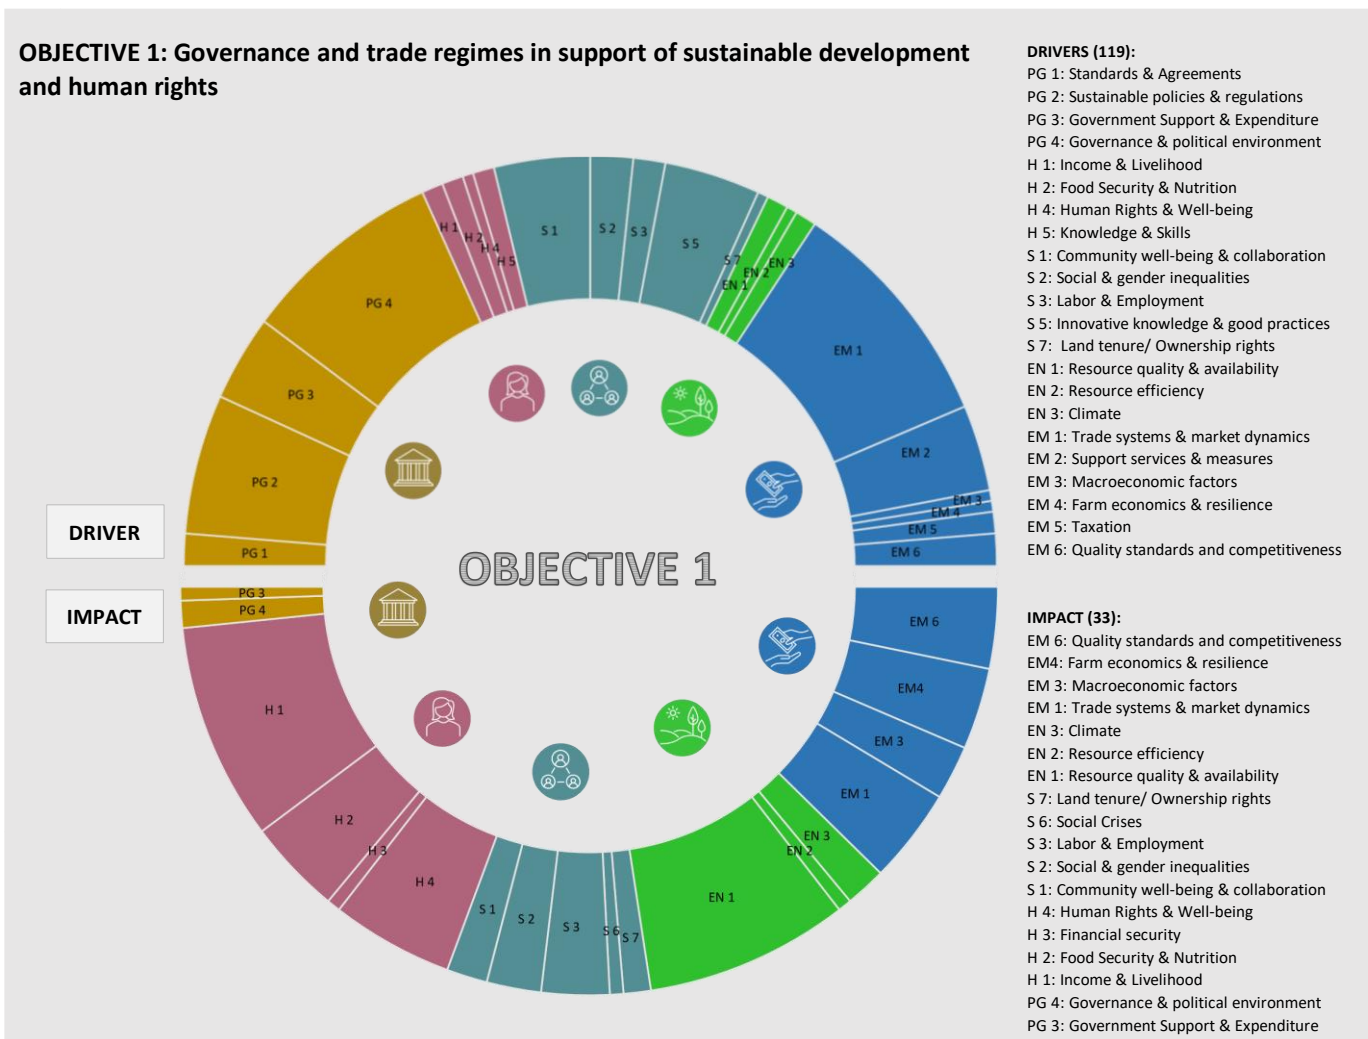 OBJECTIVE 1: Governance and trade regimes in support of sustainable development
and human rights
DRIVER
IMPACT
PG 1
PG 2
PG 3
PG 4
H 1
H 2
H 4
H 5
S 1
S 2
S 3
S 5
S 7
EN 1
EN 2
EN 3
EM 1
EM 2
EM 3
EM 4
EM 5
EM 6
OBJECTIVE 1
PG 3
PG 4
H 1
H 2
H 3
H 4
S 1
S 2
S 3
S 6
S 7
EN 1
EN 2
EN 3
EM 1
EM 3
EM4
EM 6
DRIVERS (119):
PG 1: Standards & Agreements
PG 2: Sustainable policies & regulations
PG 3: Government Support & Expenditure
PG 4: Governance & political environment
H 1: Income & Livelihood
H 2: Food Security & Nutrition
H 4: Human Rights & Well-being
H 5: Knowledge & Skills
S 1: Community well-being & collaboration
S 2: Social & gender inequalities
S 3: Labor & Employment
S 5: Innovative knowledge & good practices
S 7: Land tenure/ Ownership rights
EN 1: Resource quality & availability
EN 2: Resource efficiency
EN 3: Climate
EM 1: Trade systems & market dynamics
EM 2: Support services & measures
EM 3: Macroeconomic factors
EM 4: Farm economics & resilience
EM 5: Taxation
EM 6: Quality standards and competitiveness
IMPACT (33):
EM 6: Quality standards and competitiveness
EM4: Farm economics & resilience
EM 3: Macroeconomic factors
EM 1: Trade systems & market dynamics
EN 3: Climate
EN 2: Resource efficiency
EN 1: Resource quality & availability
S 7: Land tenure/ Ownership rights
S 6: Social Crises
S 3: Labor & Employment
S 2: Social & gender inequalities
S 1: Community well-being & collaboration
H 4: Human Rights & Well-being
H 3: Financial security
H 2: Food Security & Nutrition
H 1: Income & Livelihood
PG 4: Governance & political environment
PG 3: Government Support & Expenditure